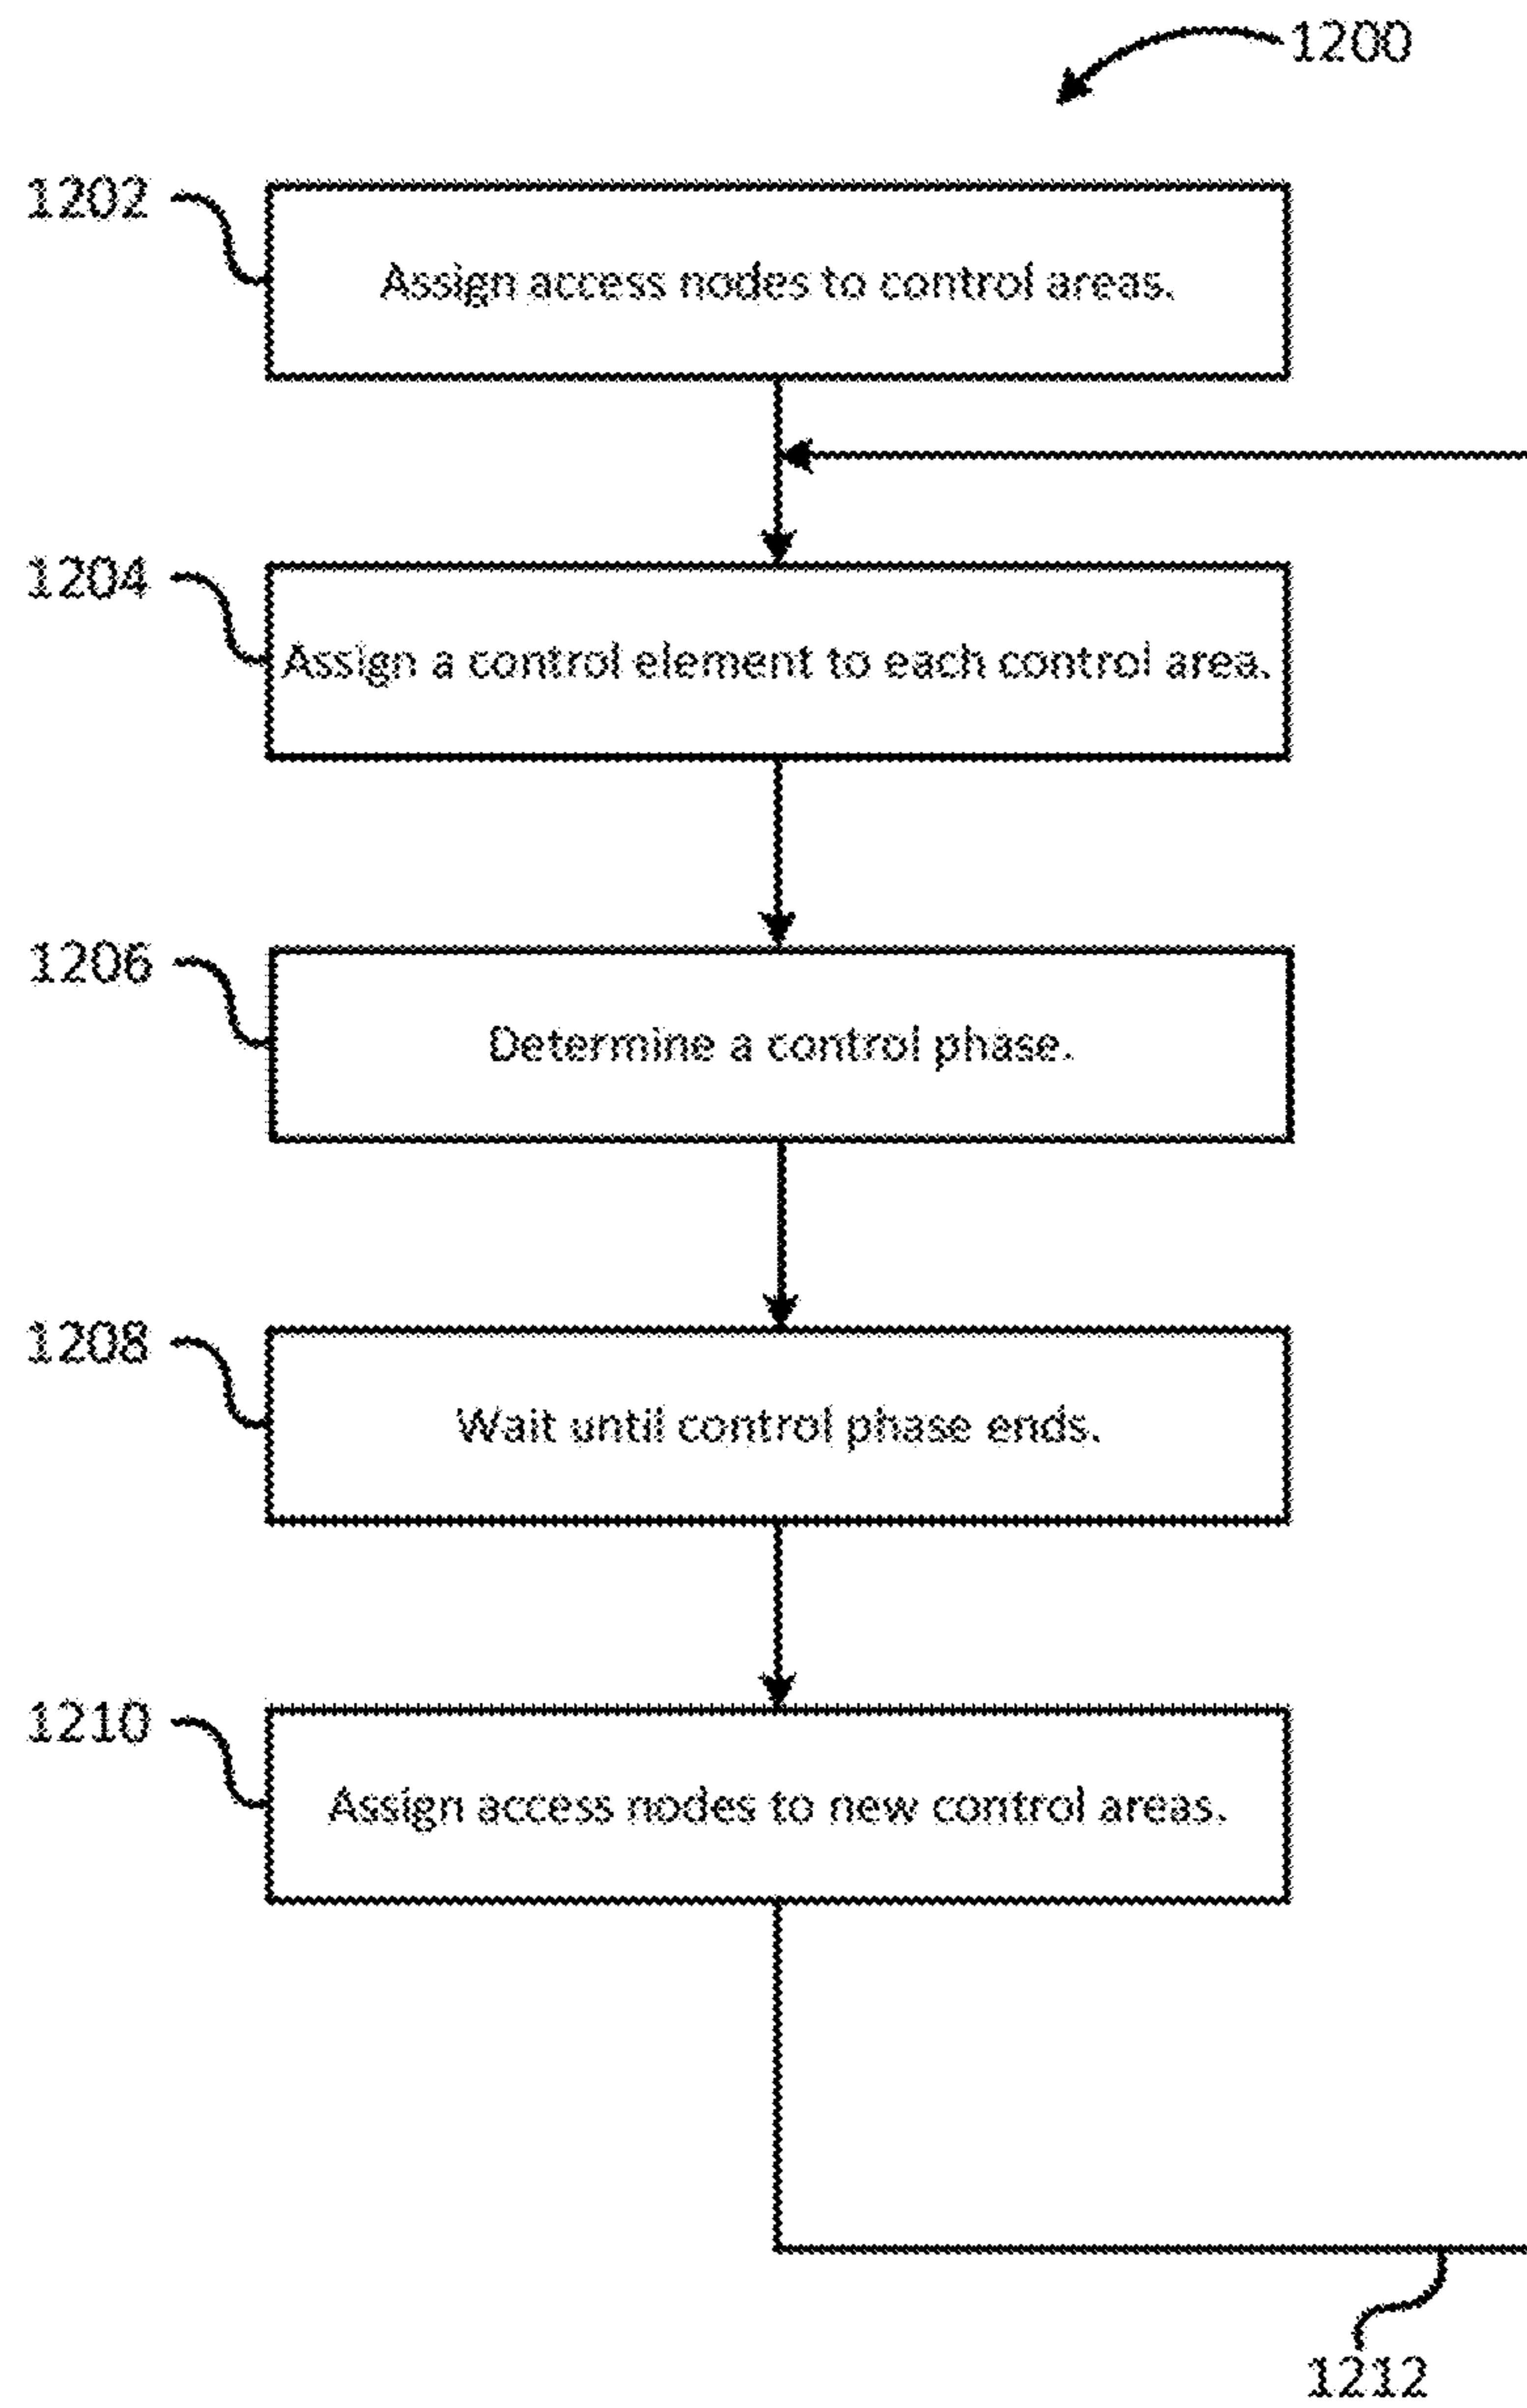 1200
1202
Assign access nodes to control areas.
1204
Assign a control element to each control area.
1206
Determine a control phase.
1208
Wait until control phase ends.
1210
Assign access nodes to new control areas.
1212